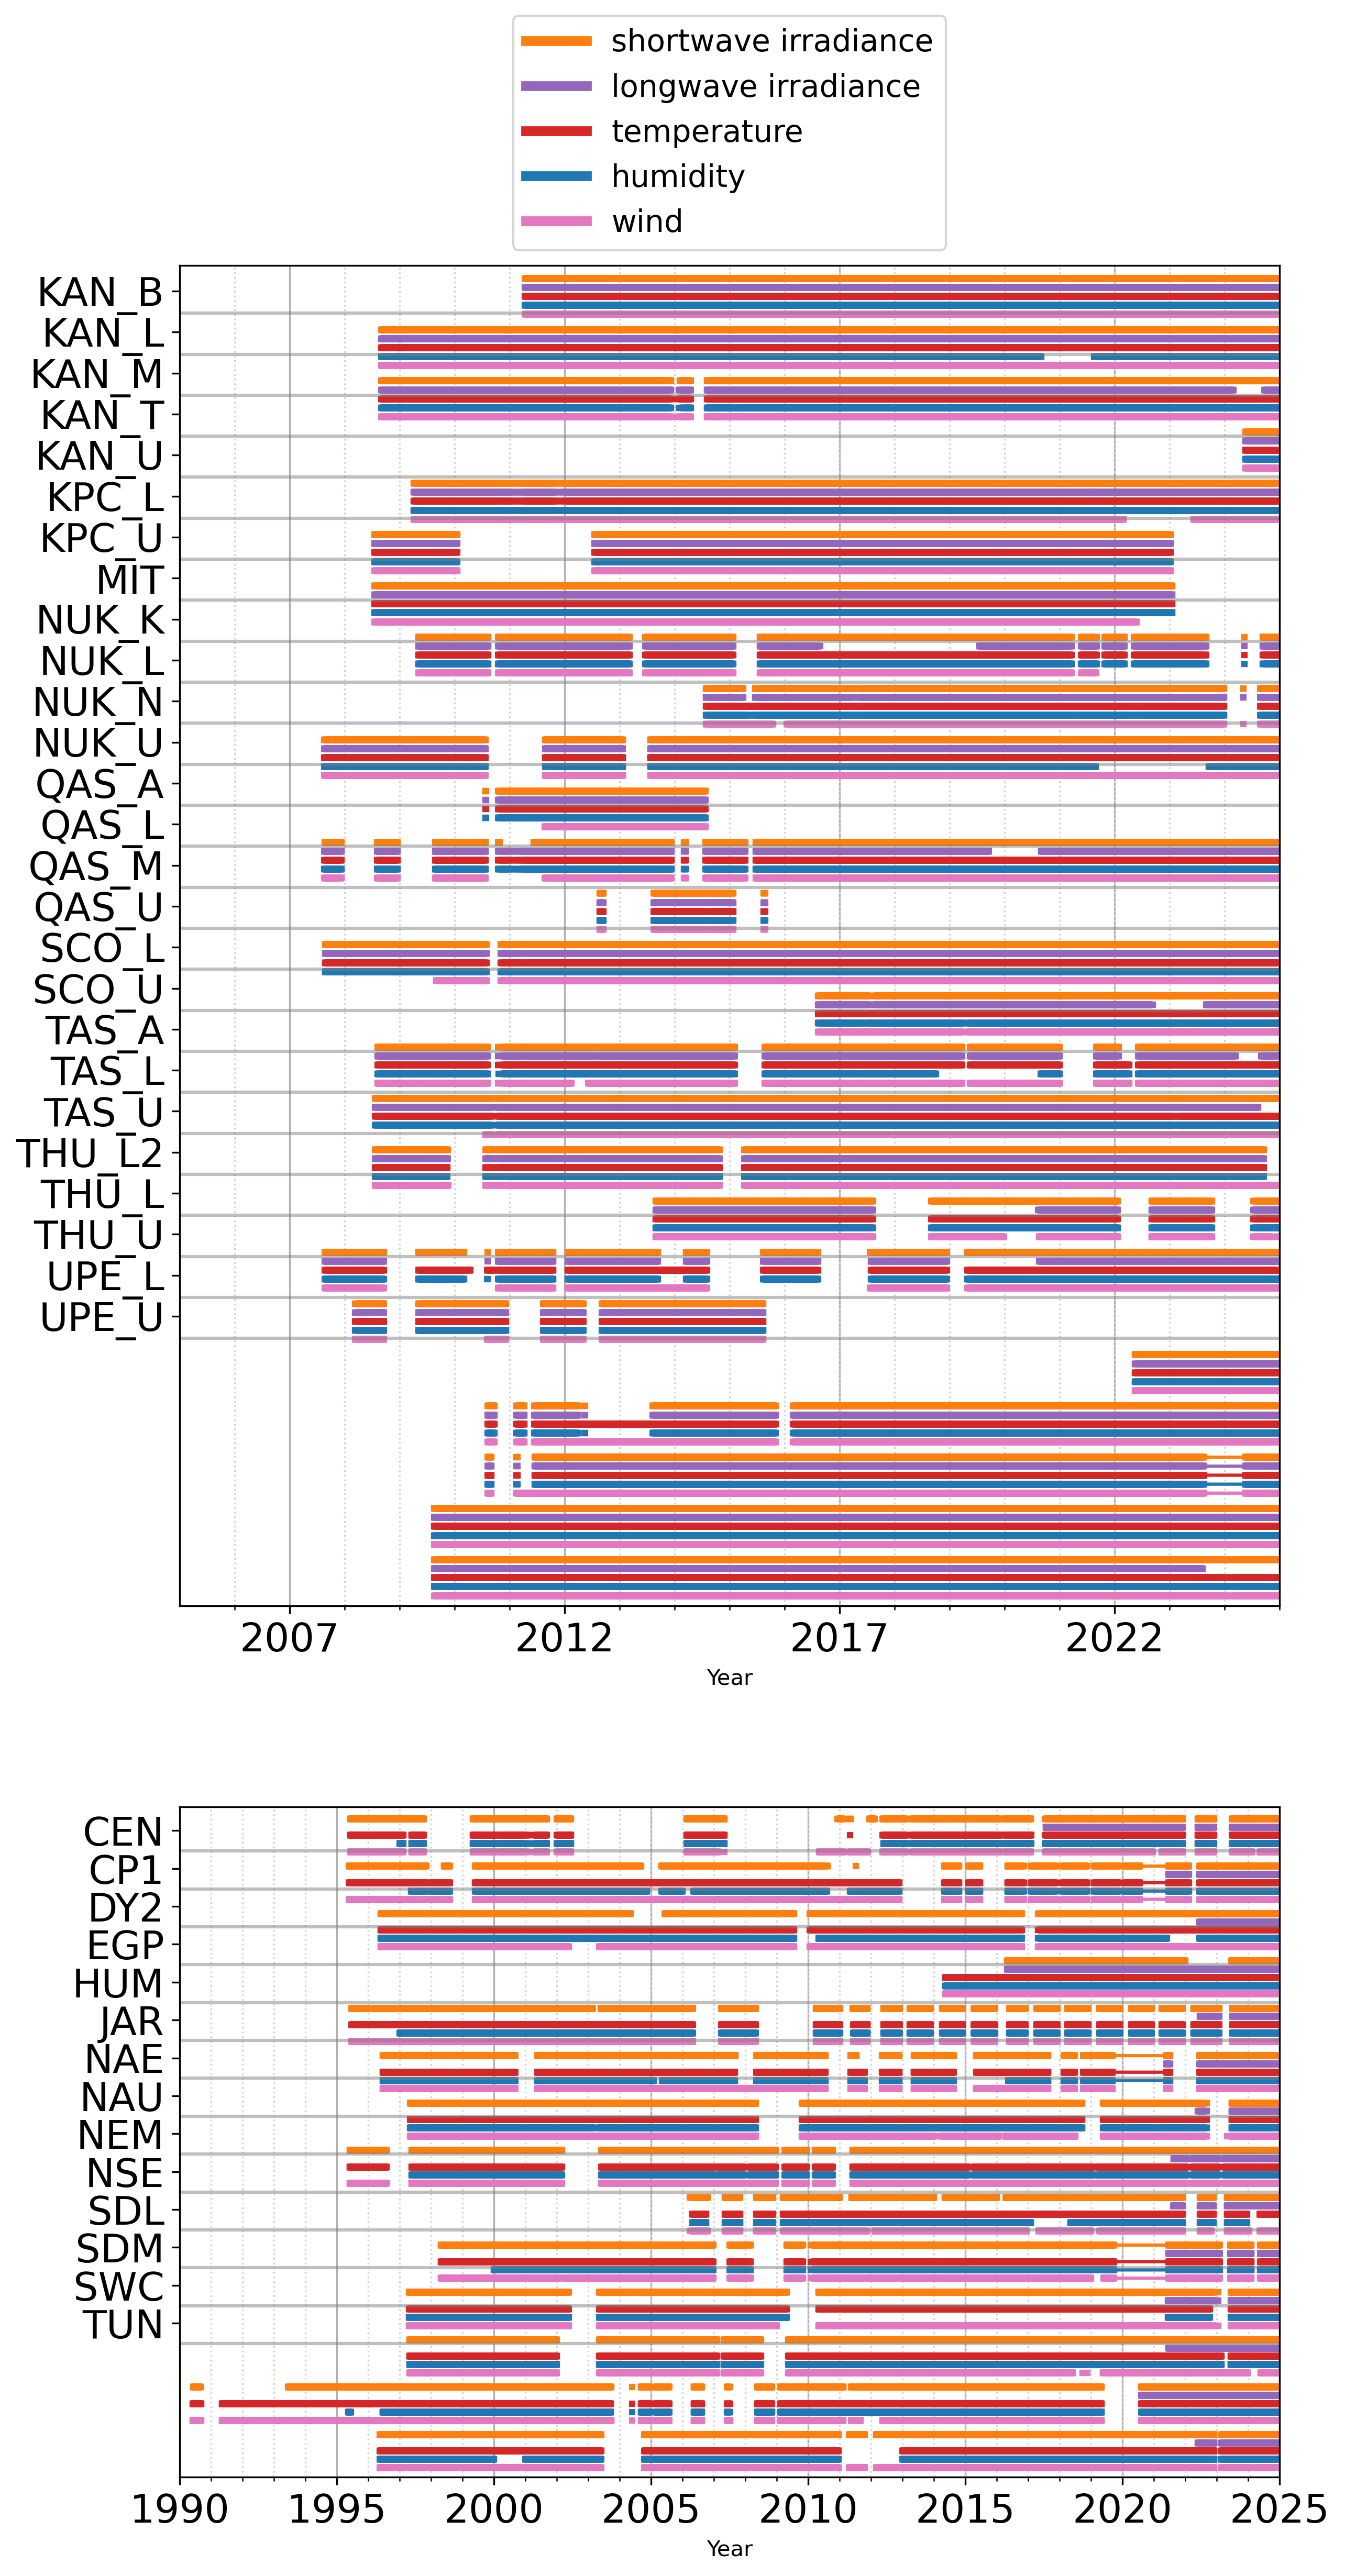 shortwave irradiance
longwave irradiance
temperature
humidity
wind
KAN_B
KAN_L
KAN_M
KAN_T
KAN_U
KPC_L
KPC_U
MIT
NUK_K
NUK_L
NUK_N
NUK_U
QAS_A
QAS_L
QAS_M
QAS_U
SCO_L
SCO_U
TAS_A
TAS_L
TAS_U
THU_L2
THU_L
THU_U
UPE_L
UPE_U
2007 2012 2017 2022
Year
CEN
CP1
DY2
EGP
HUM
JAR
NAE
NAU
NEM
NSE
SDL
SDM
SWC
TUN
1990 1995 2000 2005 2010 2015 2020 2025
Year